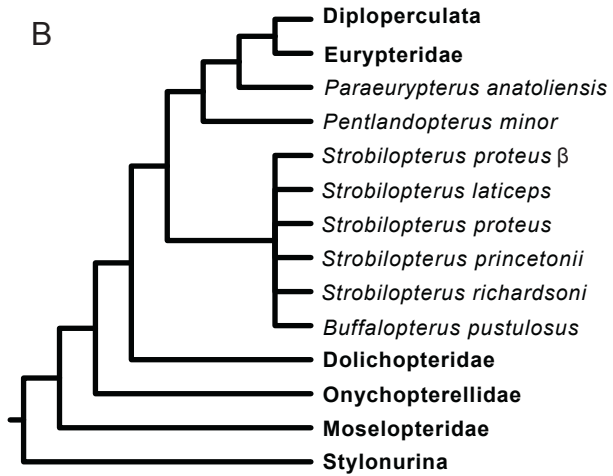 B
Diploperculata
Eurypteridae
Paraeurypterus anatoliensis
Pentlandopterus minor
Strobilopterus proteus β
Strobilopterus laticeps
Strobilopterus proteus
Strobilopterus princetonii
Strobilopterus richardsoni
Buffalopterus pustulosus
Dolichopteridae
Onychopterellidae
Moselopteridae
Stylonurina